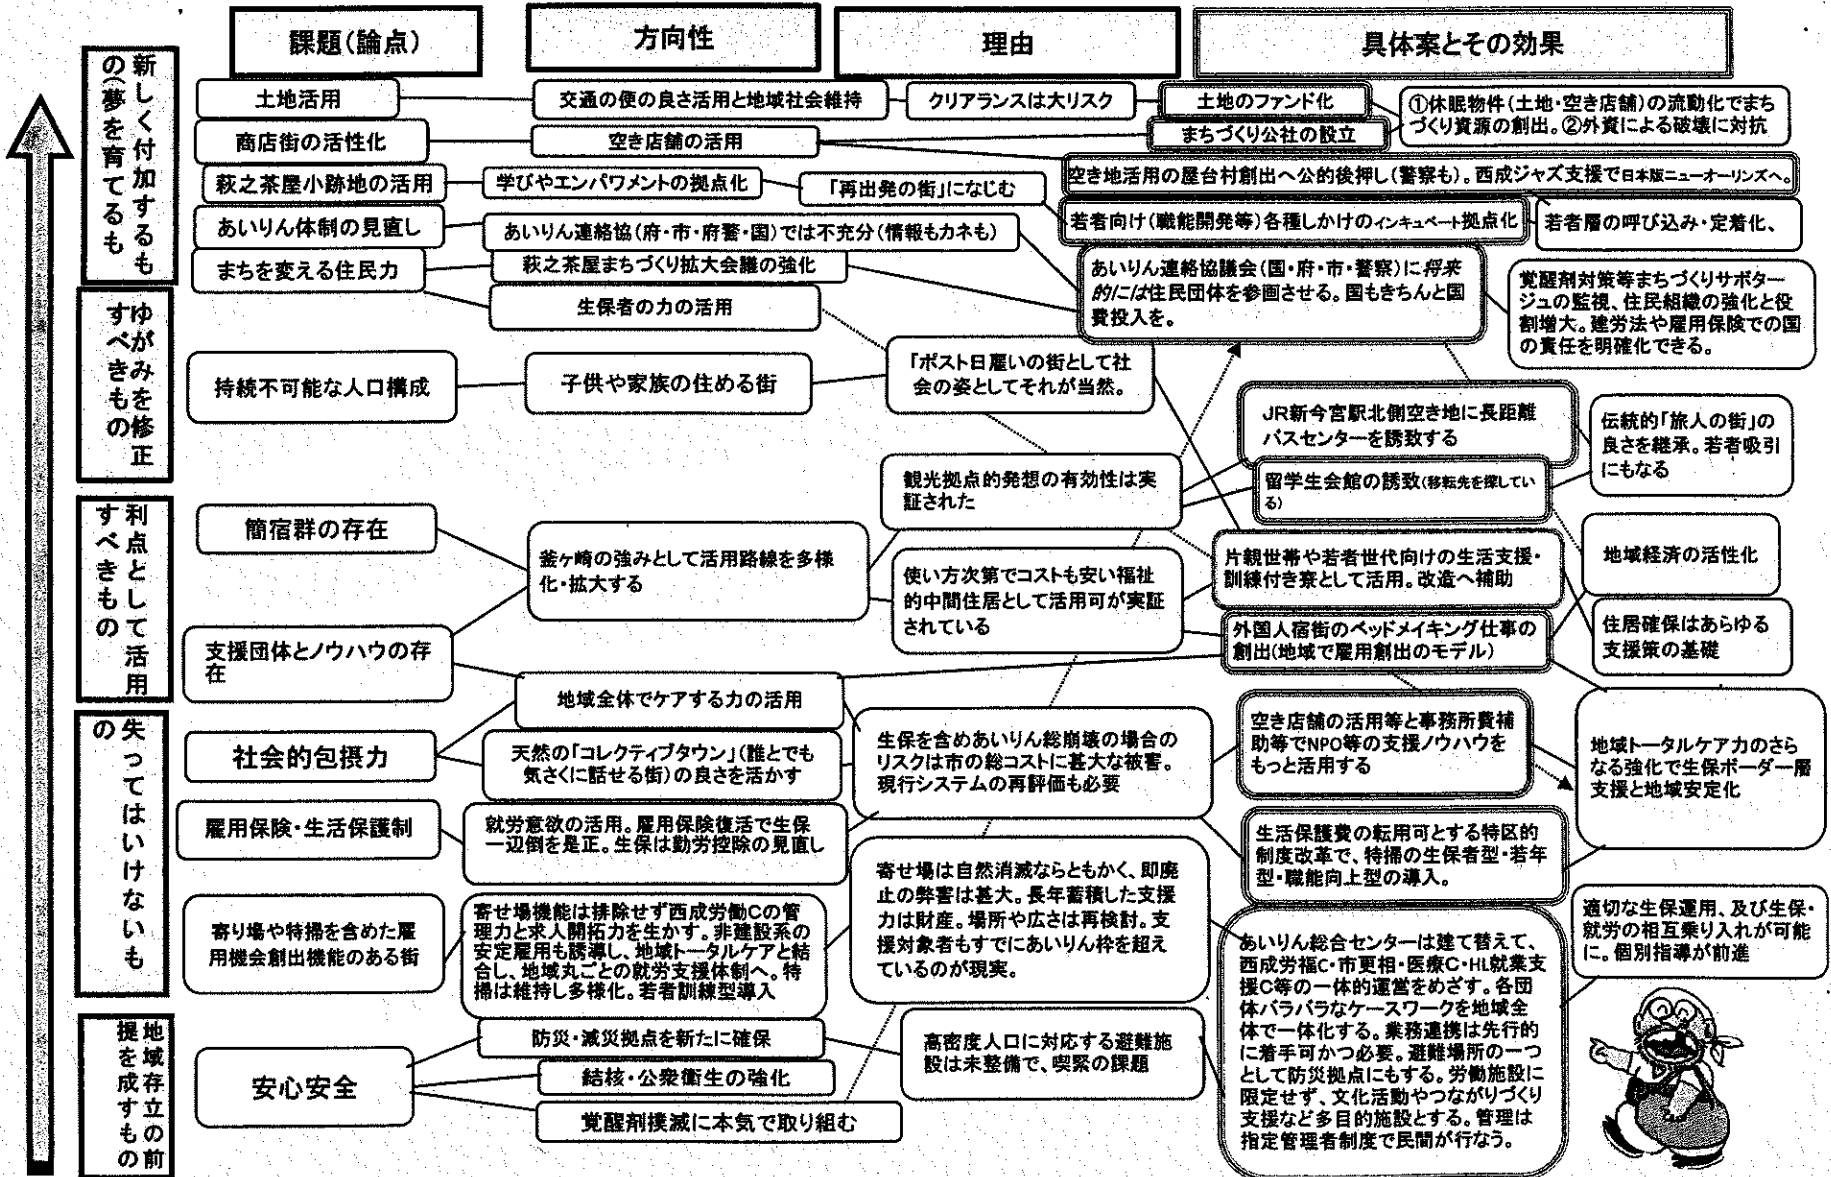 課題(論点)
方向性
理由
具体案とその効果
新しく付加するも
の(夢を育てるも
土地活用
交通の便の良さ活用と地域社会維持
クリアランスは大リスク
土地のファンド化
①休眠物件(土地・空き店舗)の流動化でまち
づくり資源の創出。②外資による破壊に対抗
商店街の活性化
空き店舗の活用
まちづくり公社の設立
空き地活用の屋台村創出へ公的後押し(警察も)。西成ジャズ支援で日本版ニューオーリンズへ。
萩之茶屋小跡地の活用
学びやエンパワメントの拠点化
「再出発の街」になじむ
若者向け(職能開発等)各種しかけのインキュベート拠点化
若者層の呼び込み・定着化、
あいりん体制の見直し
あいりん連絡協(府・市・府警・国)では不充分(情報もカネも)
まちを変える住民力
萩之茶屋まちづくり拡大会議の強化
生保者の力の活用
あいりん連絡協議会(国・府・市・警察)に将来
的には住民団体を参画させる。国もきちんと国
費投入を。
覚醒剤対策等まちづくりサボター
ジュの監視、住民組織の強化と役
割増大。建労法や雇用保険での国
の責任を明確化できる。
ゆがみを修正
すべきもの
持続不可能な人口構成
子供や家族の住める街
「ポスト日雇いの街として社
会の姿としてそれが当然。
JR新今宮駅北側空き地に長距離
バスセンターを誘致する
伝統的「旅人の街」の
良さを継承。若者吸引
にもなる
利点として活用
すべきもの
観光拠点的発想の有効性は実
証された
留学生会館の誘致(移転先を探してい
る)
簡宿群の存在
釜ヶ崎の強みとして活用路線を多様
化・拡大する
使い方次第でコストも安い福祉
的中間住居として活用可が実証
されている
片親世帯や若者世代向けの生活支援・
訓練付き寮として活用。改造へ補助
地域経済の活性化
外国人宿街のベッドメイキング仕事の
創出(地域で雇用創出のモデル)
住居確保はあらゆる
支援策の基礎
支援団体とノウハウの存
在
地域全体でケアする力の活用
失ってはいけないも
の
社会的包摂力
天然の「コレクティブタウン」(誰とでも
気さくに話せる街)の良さを活かす
生保を含めあいりん総崩壊の場合の
リスクは市の総コストに甚大な被害。
現行システムの再評価も必要
空き店舗の活用等と事務所費補
助等でNPO等の支援ノウハウを
もっと活用する
地域トータルケア力のさら
なる強化で生保ボーダー層
支援と地域安定化
雇用保険・生活保護制
就労意欲の活用。雇用保険復活で生保
一辺倒を是正。生保は勤労控除の見直し
生活保護費の転用可とする特区的
制度改革で、特掃の生保者型・若年
型・職能向上型の導入。
寄り場や特掃を含めた雇
用機会創出機能のある街
寄せ場機能は排除せず西成労働Cの管
理力と求人開拓力を生かす。非建設系の
安定雇用も誘導し、地域トータルケアと結
合し、地域丸ごとの就労支援体制へ。特
掃は維持し多様化。若者訓練型導入
寄せ場は自然消滅ならともかく、即廃
止の弊害は甚大。長年蓄積した支援
力は財産。場所や広さは再検討。支
援対象者もすでにあいりん枠を超え
ているのが現実。
あいりん総合センターは建て替えて、
西成労福C・市更相・医療C・HL就業支
援C等の一体的運営をめざす。各団
体バラバラなケースワークを地域全
体で一体化する。業務連携は先行的
に着手可かつ必要。避難場所の一つ
として防災拠点にもする。労働施設に
限定せず、文化活動やつながりづくり
支援など多目的施設とする。管理は
指定管理者制度で民間が行なう。
適切な生保運用、及び生保・
就労の相互乗り入れが可能
に。個別指導が前進
地域存立の前
提を成すもの
安心安全
防災・減災拠点を新たに確保
結核・公衆衛生の強化
覚醒剤撲滅に本気で取り組む
高密度人口に対応する避難施
設は未整備で、喫緊の課題